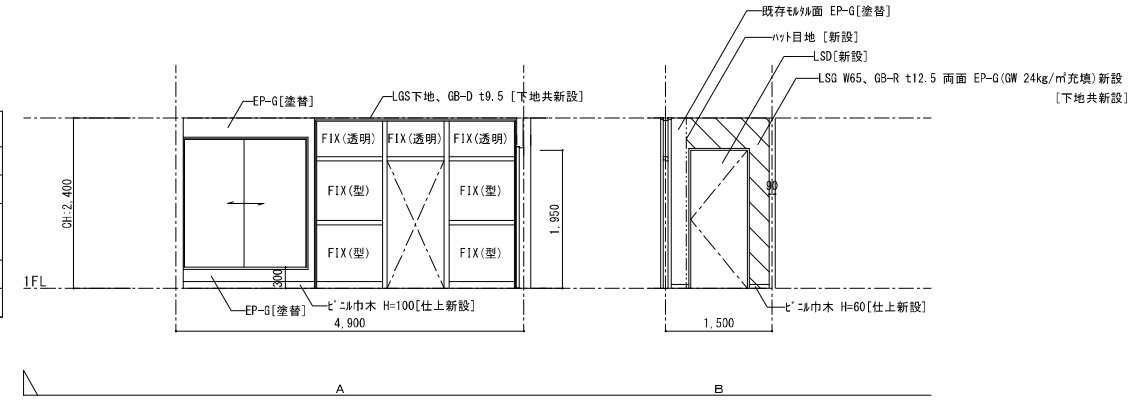 既存ﾓﾙﾀﾙ面 EP-G[塗替]
ﾊｯﾄ目地 [新設]
LSD[新設]
LSG W65、GB-R t12.5 両面 EP-G(GW 24kg/㎡充填)新設
[下地共新設]
EP-G[塗替]
LGS下地、GB-D t9.5 [下地共新設]
FIX(透明)
FIX(透明)
FIX(透明)
FIX(型)
FIX(型)
FIX(型)
FIX(型)
CH:2,400
1,950
90
300
1FL
EP-G[塗替]
ﾋﾞﾆﾙ巾木 H=100[仕上新設]
ﾋﾞﾆﾙ巾木 H=60[仕上新設]
4,900
1,500
A
B